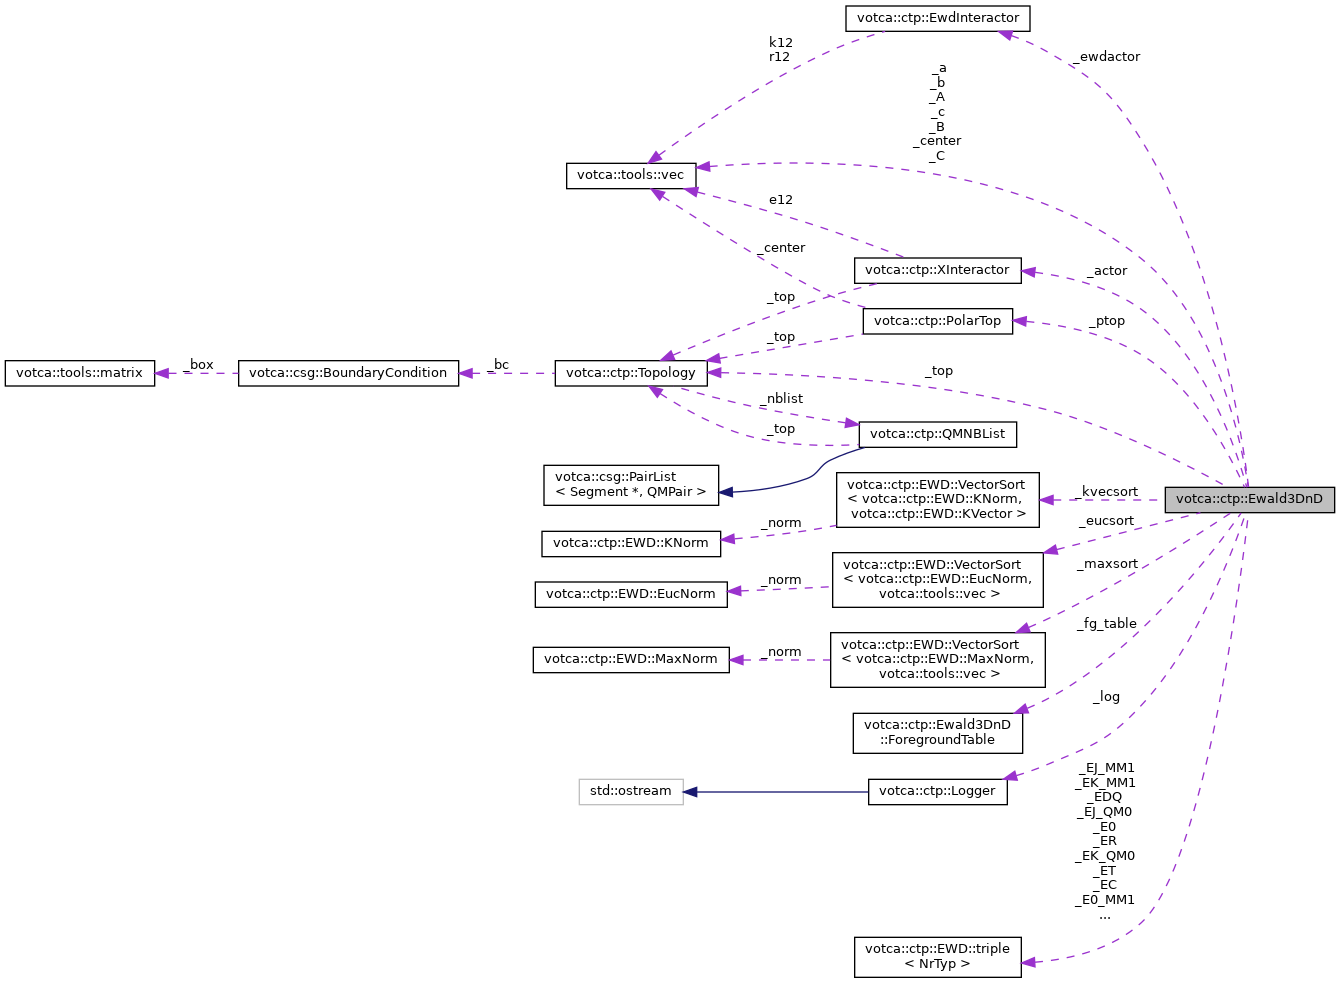 votca::ctp::EwdInteractor
k12
r12
_ewdactor
_a
_b
_A
_c
_B
_center
_C
votca::tools::vec
e12
_center
votca::ctp::XInteractor
_actor
_top
votca::ctp::PolarTop
_ptop
_top
votca::tools::matrix
_box
votca::csg::BoundaryCondition
_bc
votca::ctp::Topology
_top
_nblist
_top
votca::ctp::QMNBList
votca::csg::PairList
< Segment *, QMPair >
votca::ctp::EWD::VectorSort
< votca::ctp::EWD::KNorm,
votca::ctp::EWD::KVector >
_kvecsort
votca::ctp::Ewald3DnD
_eucsort
_norm
votca::ctp::EWD::KNorm
votca::ctp::EWD::VectorSort
< votca::ctp::EWD::EucNorm,
votca::tools::vec >
_maxsort
_norm
votca::ctp::EWD::EucNorm
_fg_table
votca::ctp::EWD::VectorSort
< votca::ctp::EWD::MaxNorm,
votca::tools::vec >
_norm
votca::ctp::EWD::MaxNorm
_log
votca::ctp::Ewald3DnD
::ForegroundTable
std::ostream
votca::ctp::Logger
_EJ_MM1
_EK_MM1
_EDQ
_EJ_QM0
_E0
_ER
_EK_QM0
_ET
_EC
_E0_MM1
...
votca::ctp::EWD::triple
< NrTyp >